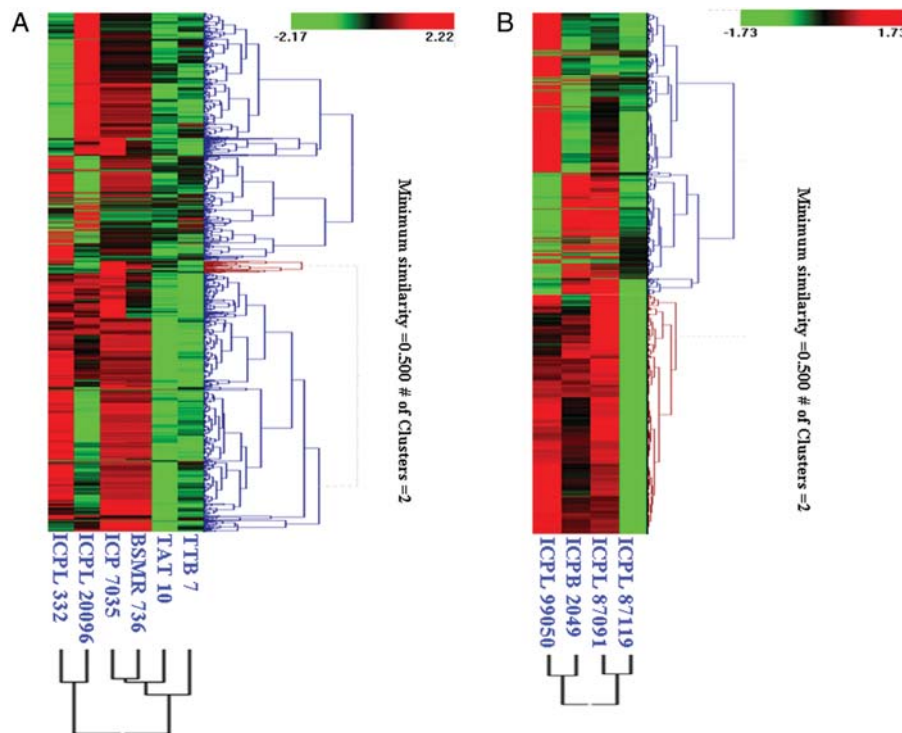 A
-2.17
2.22
Minimum similarity =0.500 # of Clusters =2
ICPL 332
ICPL 20096
ICP 7035
BSMR 736
TAT 10
TTB 7
B
-1.73
1.73
Minimum similarity =0.500 # of Clusters =2
ICPL 99050
ICPB 2049
ICPL 87091
ICPL 87119